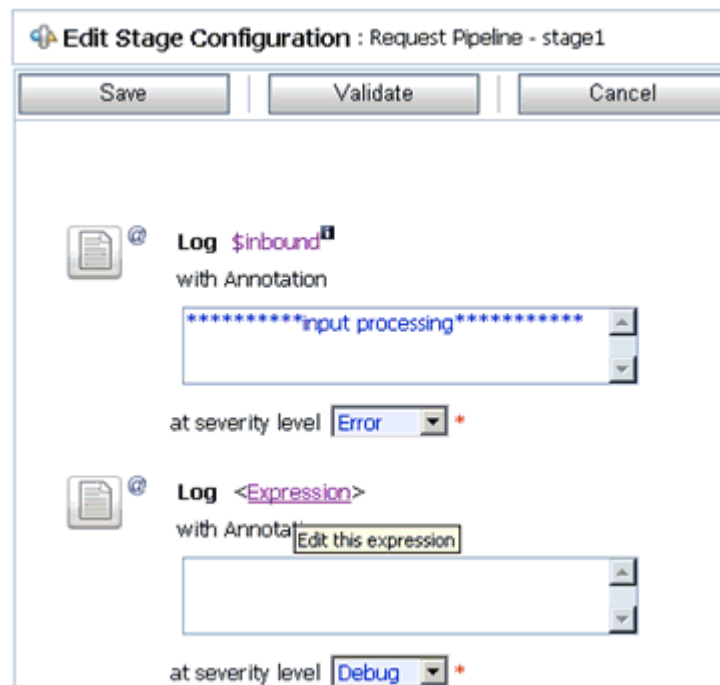 Edit Stage Configuration : Request Pipeline - stage1
Save Validate Cancel
@ Log $inbound i
with Annotation
**********input processing***********
at severity level Error *
@ Log <Expression>
with Annotat
Edit this expression
at severity level Debug *